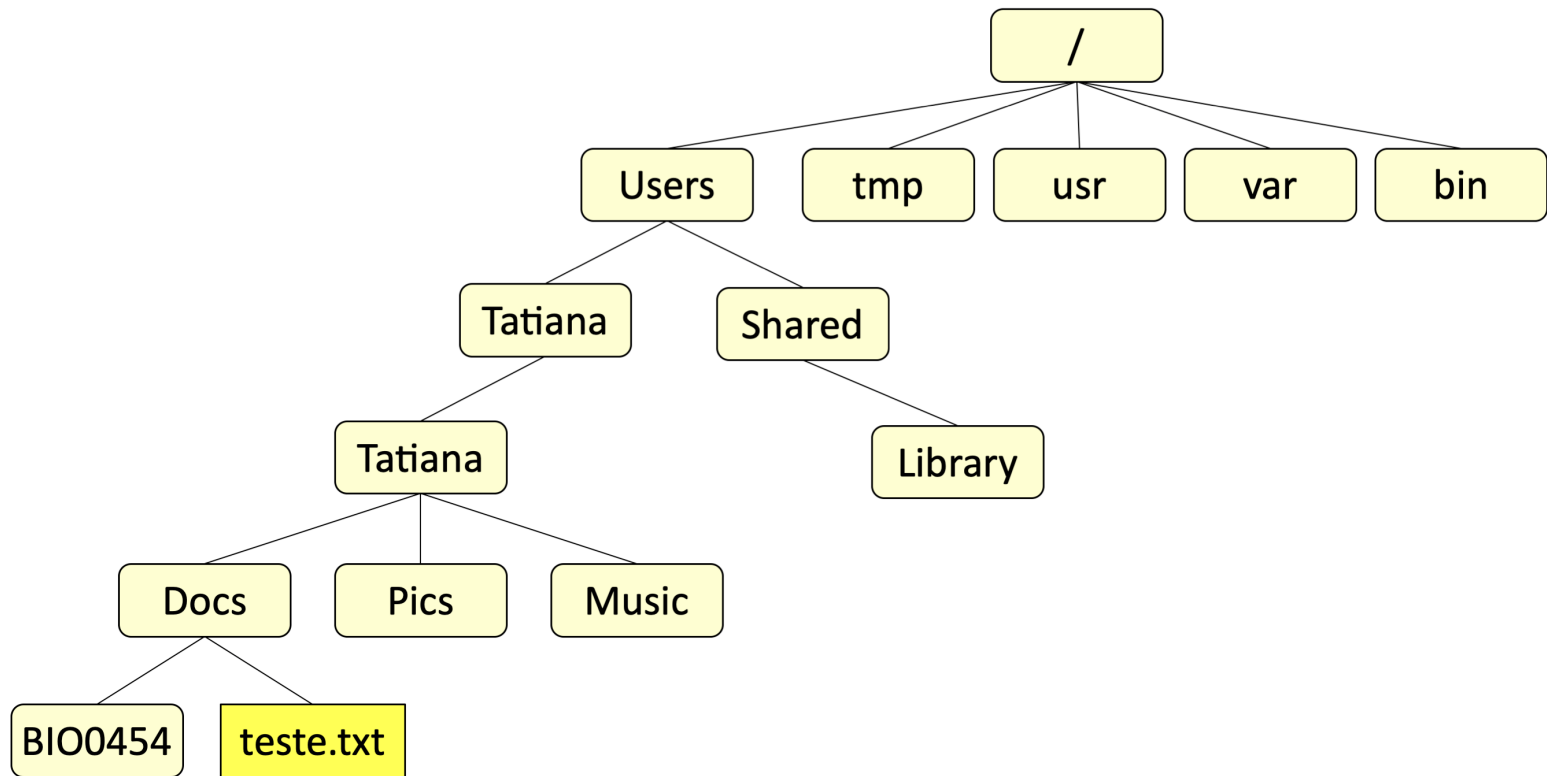 /
Users
tmp
usr
var
bin
Tatiana
Shared
Tatiana
Library
Docs
Pics
Music
BIO0454
teste.txt